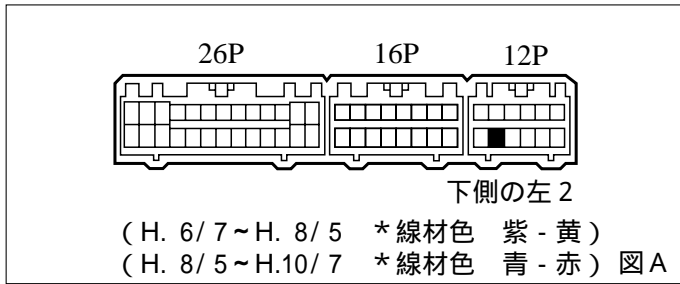 26P 16P 12P
下側の左 2
( H. 6/ 7 ~ H. 8/ 5 *線材色 紫 - 黄 )
( H. 8/ 5 ~ H.10/ 7 *線材色 青 - 赤 ) 図A